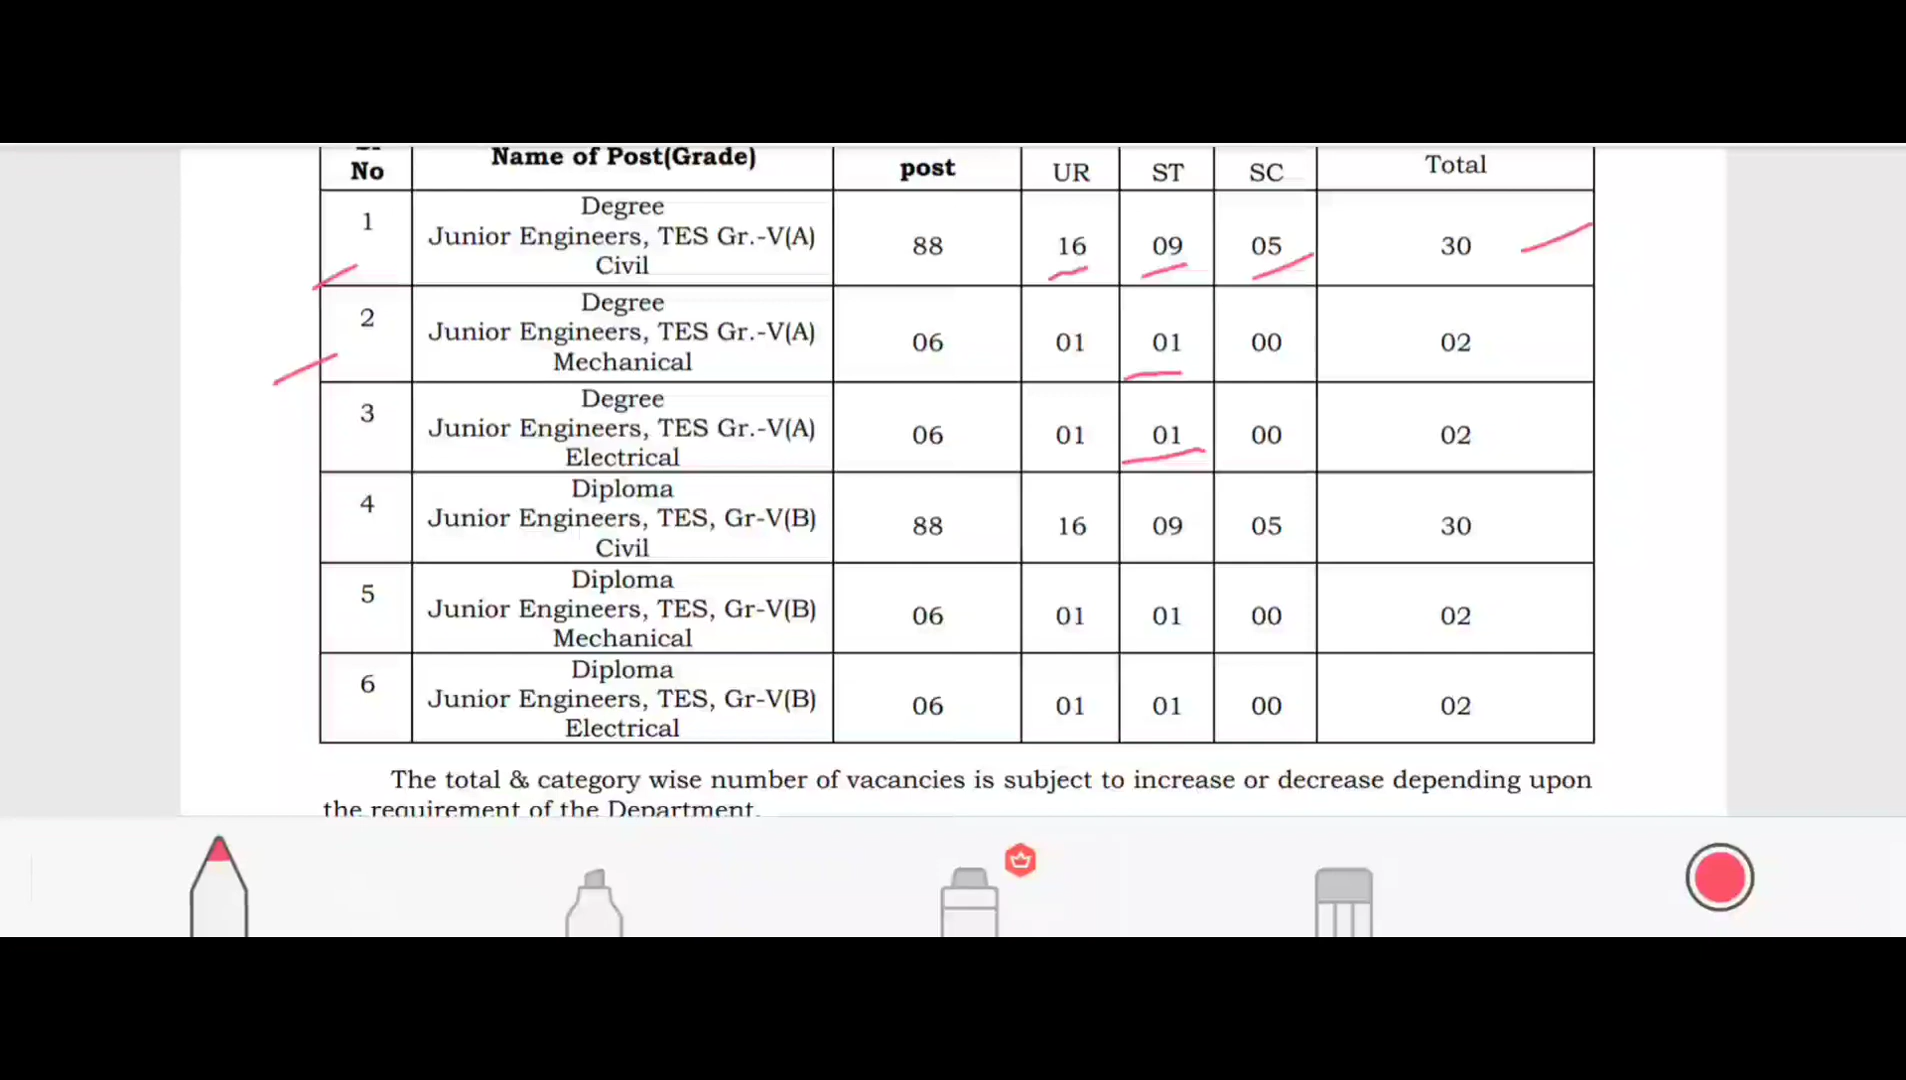 No
Name of Post(Grade)
post
UR
ST
SC
Total
1
Degree
Junior Engineers, TES Gr.-V(A)
Civil
88
16
09
05
30
2
Degree
Junior Engineers, TES Gr.-V(A)
Mechanical
06
01
01
00
02
3
Degree
Junior Engineers, TES Gr.-V(A)
Electrical
06
01
01
00
02
4
Diploma
Junior Engineers, TES, Gr-V(B)
Civil
88
16
09
05
30
5
Diploma
Junior Engineers, TES, Gr-V(B)
Mechanical
06
01
01
00
02
6
Diploma
Junior Engineers, TES, Gr-V(B)
Electrical
06
01
01
00
02
The total & category wise number of vacancies is subject to increase or decrease depending upon
the requirement of the Department.